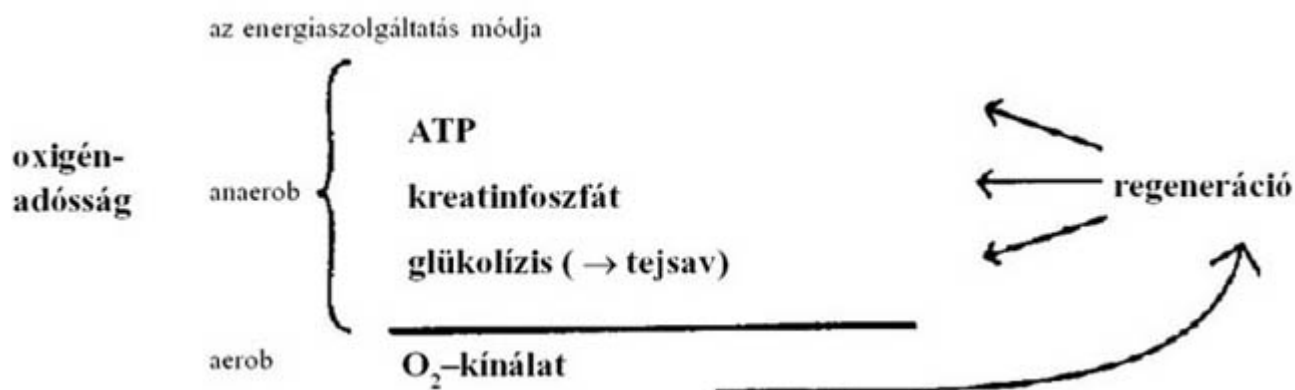 az energiaszolgáltatás módja
oxigén-
adósság
anaerob
ATP
kreatinfoszfát
glükolízis ( → tejsav)
regeneráció
aerob
O₂–kínálat